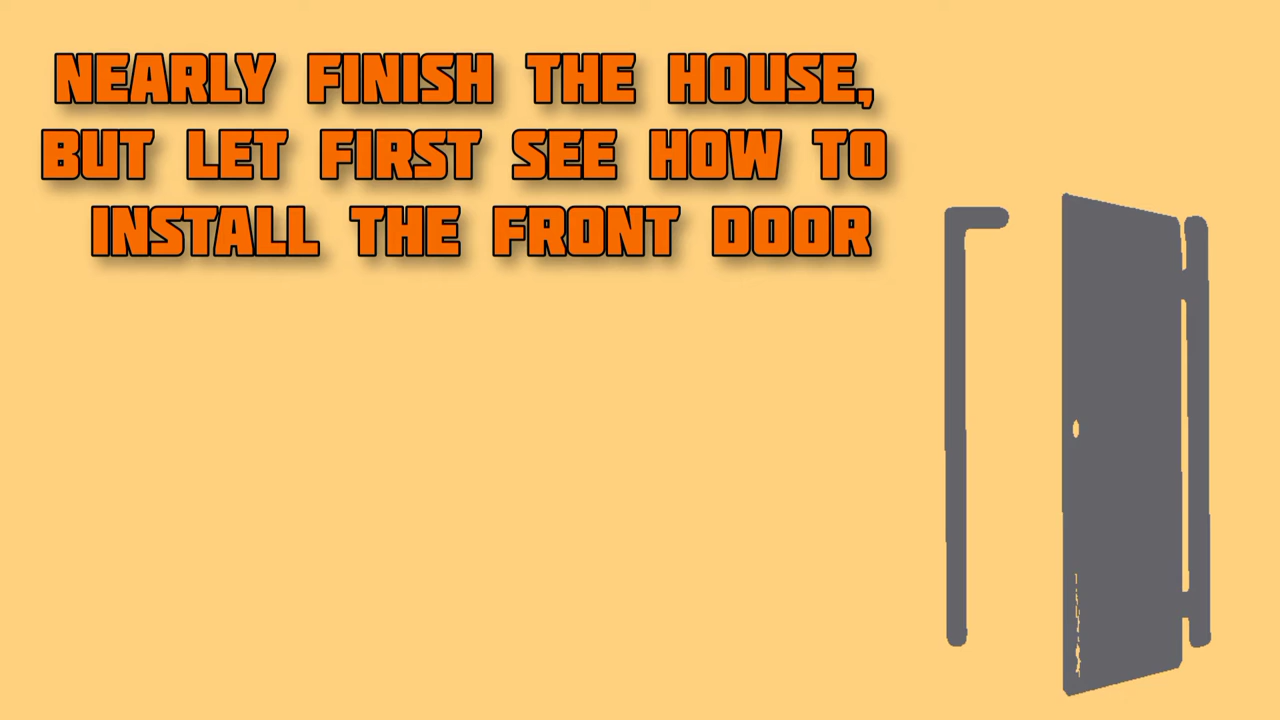 NEARLY FINISH THE HOUSE,
BUT LET FIRST SEE HOW TO
INSTALL THE FRONT DOOR